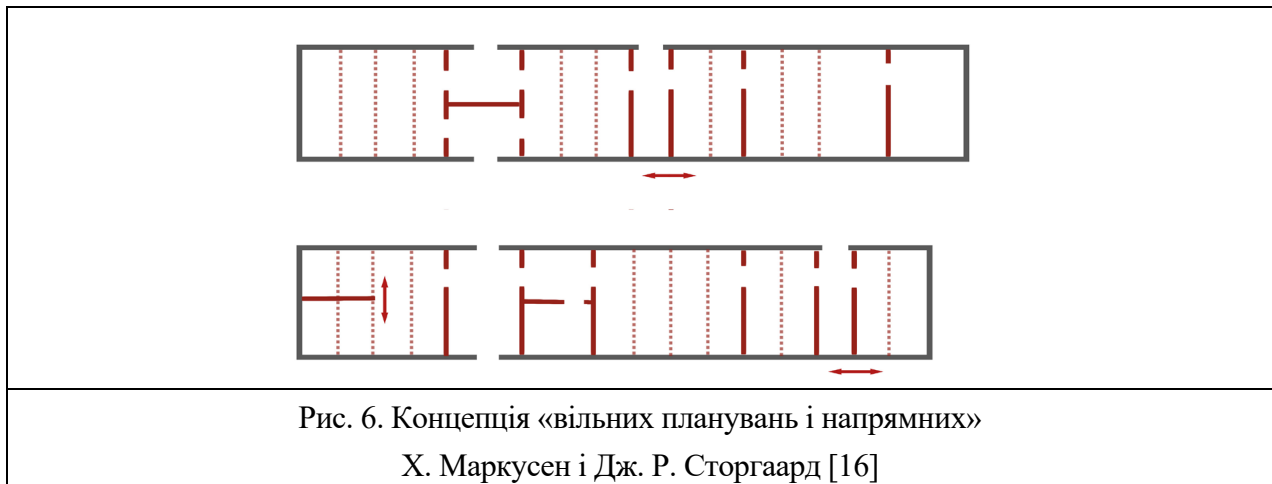 Рис. 6. Концепція «вільних планувань і напрямних»
Х. Маркусен і Дж. Р. Сторгаард [16]